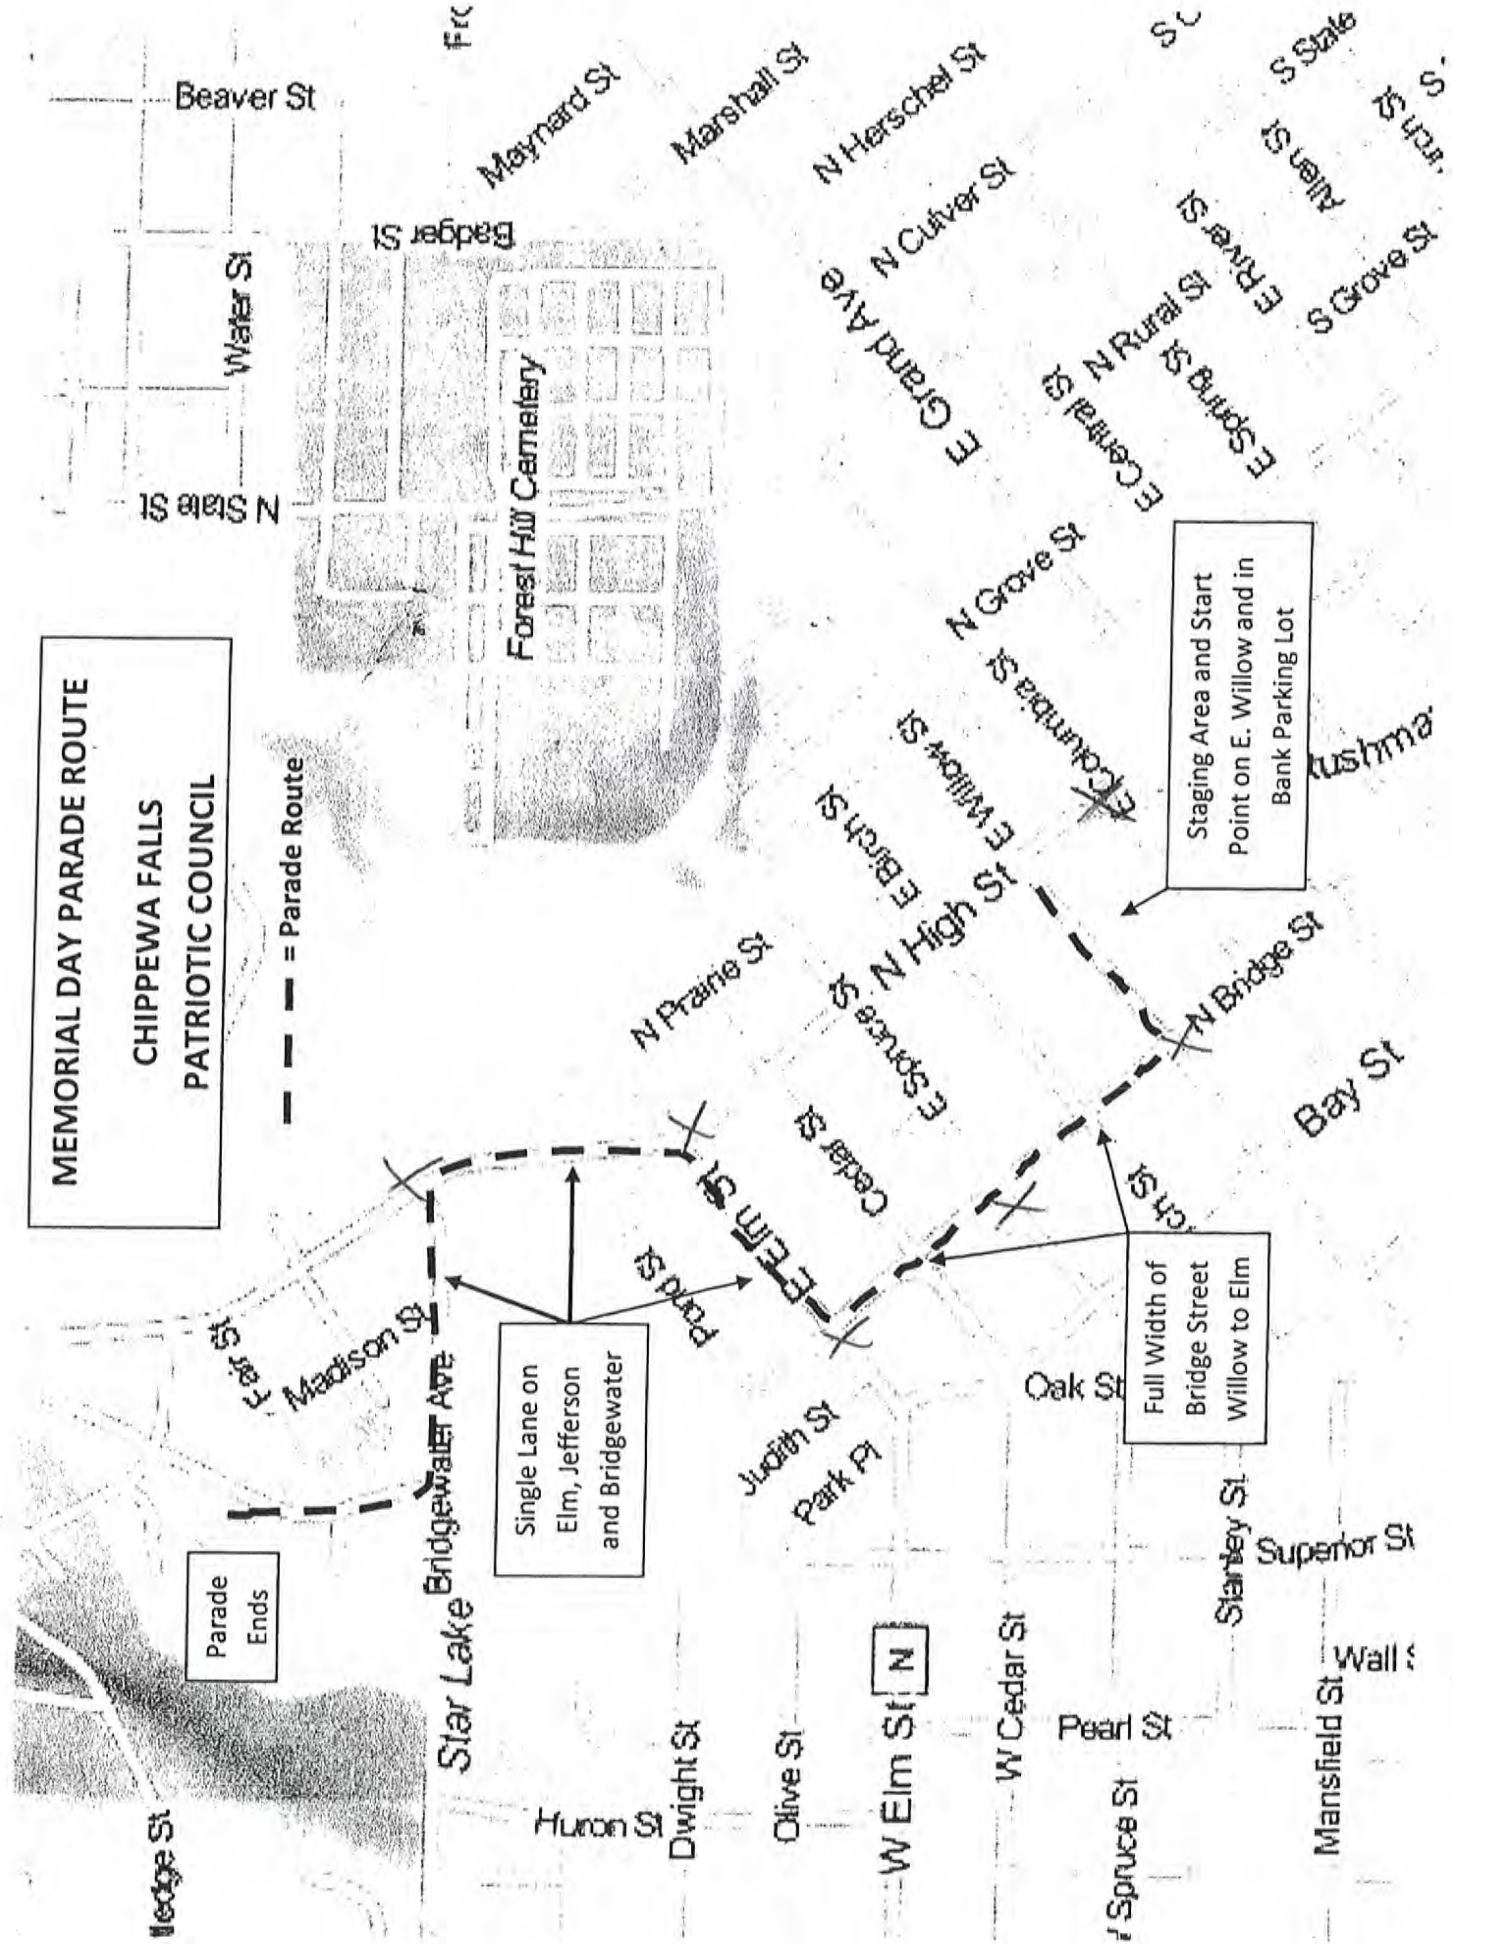 MEMORIAL DAY PARADE ROUTE
CHIPPEWA FALLS
PATRIOTIC COUNCIL
= Parade Route
Parade
Ends
Single Lane on
Elm, Jefferson
and Bridgewater
Full Width of
Bridge Street
Willow to Elm
Staging Area and Start
Point on E. Willow and in
Bank Parking Lot
Beaver St
Water St
N State St
Badger St
Forest Hill Cemetery
Maynard St
Marshall St
N Herschel St
N Culver St
E Grand Ave
N Rural St
E Central St
E Spring St
E River St
Allen St
S State
S Grove St
N Grove St
E Columbia St
E Willow St
E Birch St
N High St
N Prairie St
E Spruce St
Cedar St
E Elm St
Pond St
N Bridge St
Bay St
Fair St
Madison St
Bridgewater Ave
Star Lake
Judith St
Park Pl
Oak St
Stanley St
Superior St
Wall
Mansfield St
Pearl St
W Cedar St
N
W Elm St
Olive St
Dwight St
Huron St
Spruce St